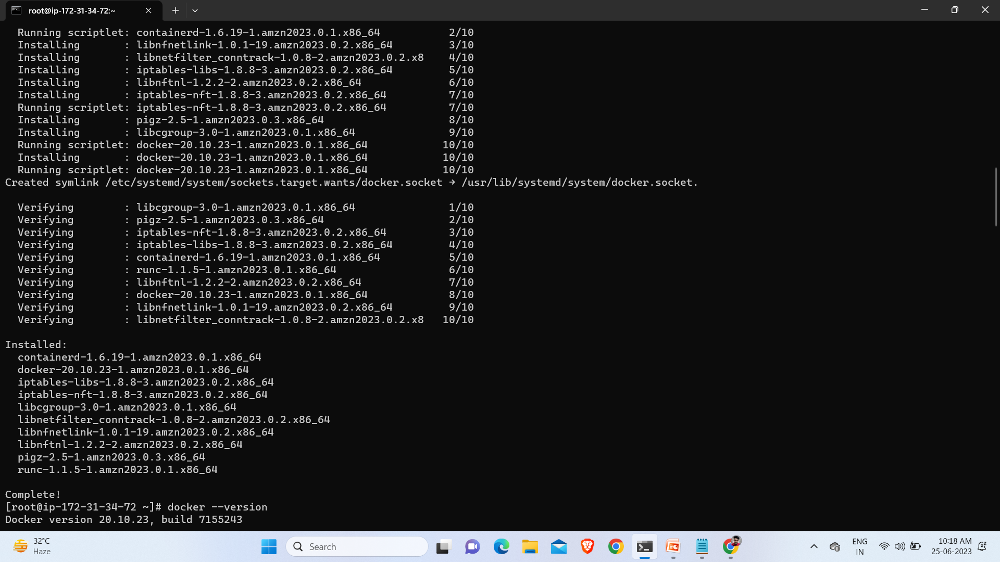 root@ip-172-31-34-72:~
Running scriptlet: containerd-1.6.19-1.amzn2023.0.1.x86_64 2/10
Installing : libnfnetlink-1.0.1-19.amzn2023.0.2.x86_64 3/10
Installing : libnetfilter_conntrack-1.0.8-2.amzn2023.0.2.x8 4/10
Installing : iptables-libs-1.8.8-3.amzn2023.0.2.x86_64 5/10
Installing : libnftnl-1.2.2-2.amzn2023.0.2.x86_64 6/10
Installing : iptables-nft-1.8.8-3.amzn2023.0.2.x86_64 7/10
Running scriptlet: iptables-nft-1.8.8-3.amzn2023.0.2.x86_64 7/10
Installing : pigz-2.5-1.amzn2023.0.3.x86_64 8/10
Installing : libcgroup-3.0-1.amzn2023.0.1.x86_64 9/10
Running scriptlet: docker-20.10.23-1.amzn2023.0.1.x86_64 10/10
Installing : docker-20.10.23-1.amzn2023.0.1.x86_64 10/10
Running scriptlet: docker-20.10.23-1.amzn2023.0.1.x86_64 10/10
Created symlink /etc/systemd/system/sockets.target.wants/docker.socket → /usr/lib/systemd/system/docker.socket.
Verifying : libcgroup-3.0-1.amzn2023.0.1.x86_64 1/10
Verifying : pigz-2.5-1.amzn2023.0.3.x86_64 2/10
Verifying : iptables-nft-1.8.8-3.amzn2023.0.2.x86_64 3/10
Verifying : iptables-libs-1.8.8-3.amzn2023.0.2.x86_64 4/10
Verifying : containerd-1.6.19-1.amzn2023.0.1.x86_64 5/10
Verifying : runc-1.1.5-1.amzn2023.0.1.x86_64 6/10
Verifying : libnftnl-1.2.2-2.amzn2023.0.2.x86_64 7/10
Verifying : docker-20.10.23-1.amzn2023.0.1.x86_64 8/10
Verifying : libnfnetlink-1.0.1-19.amzn2023.0.2.x86_64 9/10
Verifying : libnetfilter_conntrack-1.0.8-2.amzn2023.0.2.x8 10/10
Installed:
containerd-1.6.19-1.amzn2023.0.1.x86_64
docker-20.10.23-1.amzn2023.0.1.x86_64
iptables-libs-1.8.8-3.amzn2023.0.2.x86_64
iptables-nft-1.8.8-3.amzn2023.0.2.x86_64
libcgroup-3.0-1.amzn2023.0.1.x86_64
libnetfilter_conntrack-1.0.8-2.amzn2023.0.2.x86_64
libnfnetlink-1.0.1-19.amzn2023.0.2.x86_64
libnftnl-1.2.2-2.amzn2023.0.2.x86_64
pigz-2.5-1.amzn2023.0.3.x86_64
runc-1.1.5-1.amzn2023.0.1.x86_64
Complete!
[root@ip-172-31-34-72 ~]# docker --version
Docker version 20.10.23, build 7155243
32°C
Haze
Search
ENG
IN
10:18 AM
25-06-2023